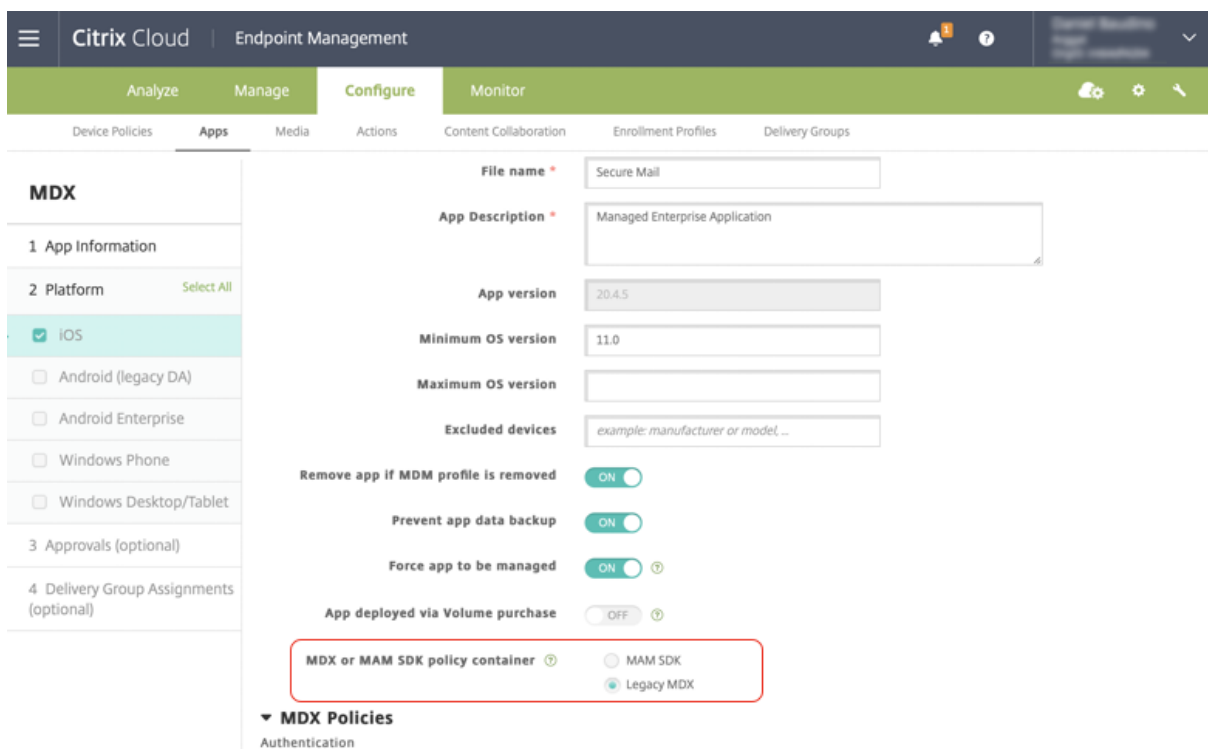 Citrix Cloud | Endpoint Management
1
?
Analyze Manage Configure Monitor
Device Policies Apps Media Actions Content Collaboration Enrollment Profiles Delivery Groups
MDX
1 App Information
2 Platform Select All
iOS
Android (legacy DA)
Android Enterprise
Windows Phone
Windows Desktop/Tablet
3 Approvals (optional)
4 Delivery Group Assignments
(optional)
File name * Secure Mail
App Description * Managed Enterprise Application
App version 20.4.5
Minimum OS version 11.0
Maximum OS version
Excluded devices example: manufacturer or model, ...
Remove app if MDM profile is removed ON
Prevent app data backup ON
Force app to be managed ON ?
App deployed via Volume purchase OFF ?
MDX or MAM SDK policy container ? MAM SDK
Legacy MDX
MDX Policies
Authentication